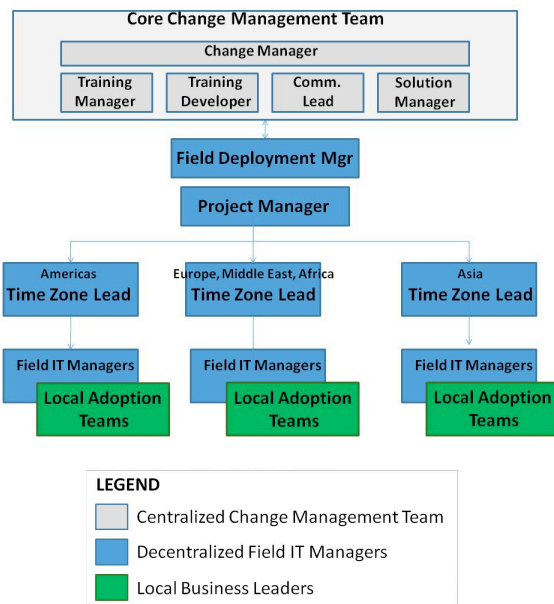 Core Change Management Team
Change Manager
Training
Manager
Training
Developer
Comm.
Lead
Solution
Manager
Field Deployment Mgr
Project Manager
Americas
Time Zone Lead
Europe, Middle East, Africa
Time Zone Lead
Asia
Time Zone Lead
Field IT Managers
Local Adoption
Teams
Field IT Managers
Local Adoption
Teams
Field IT Managers
Local Adoption
Teams
LEGEND
Centralized Change Management Team
Decentralized Field IT Managers
Local Business Leaders